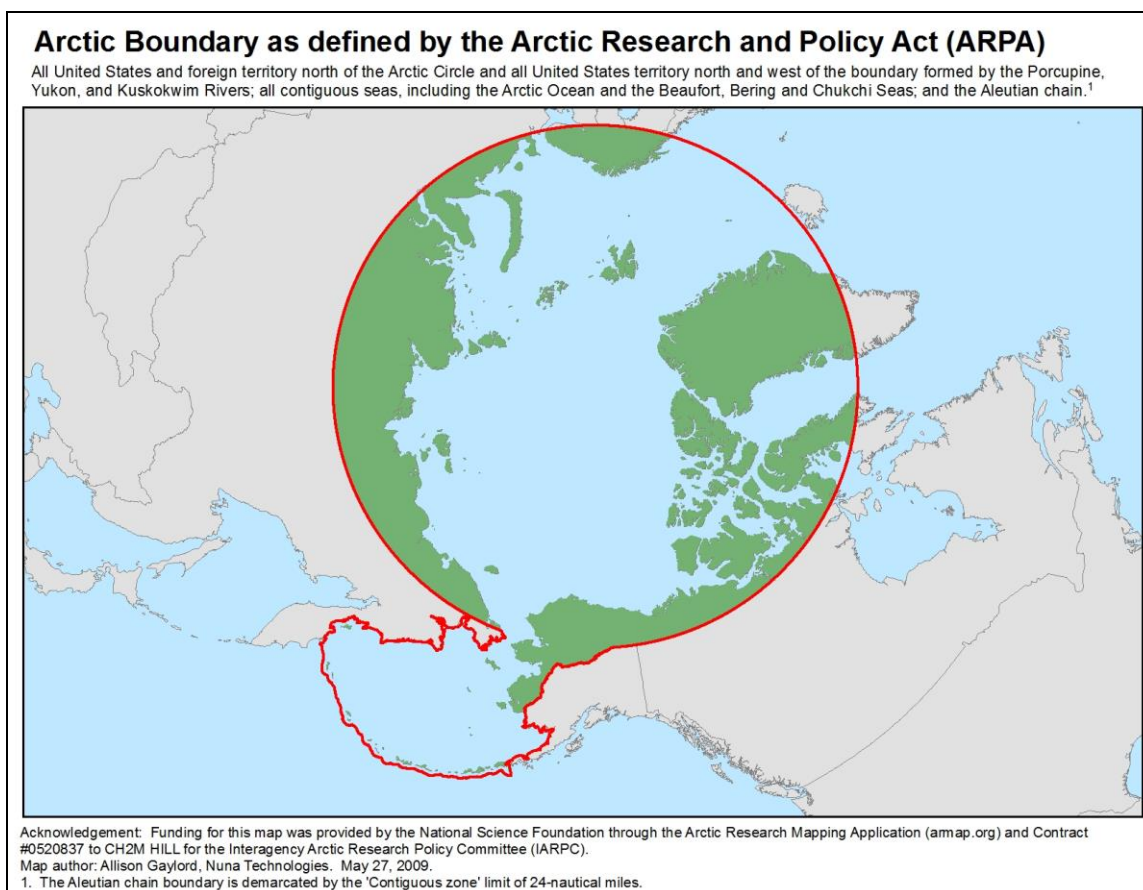 Arctic Boundary as defined by the Arctic Research and Policy Act (ARPA)
All United States and foreign territory north of the Arctic Circle and all United States territory north and west of the boundary formed by the Porcupine,
Yukon, and Kuskokwim Rivers; all contiguous seas, including the Arctic Ocean and the Beaufort, Bering and Chukchi Seas; and the Aleutian chain.¹
Acknowledgement: Funding for this map was provided by the National Science Foundation through the Arctic Research Mapping Application (armap.org) and Contract
#0520837 to CH2M HILL for the Interagency Arctic Research Policy Committee (IARPC).
Map author: Allison Gaylord, Nuna Technologies. May 27, 2009.
1. The Aleutian chain boundary is demarcated by the 'Contiguous zone' limit of 24-nautical miles.